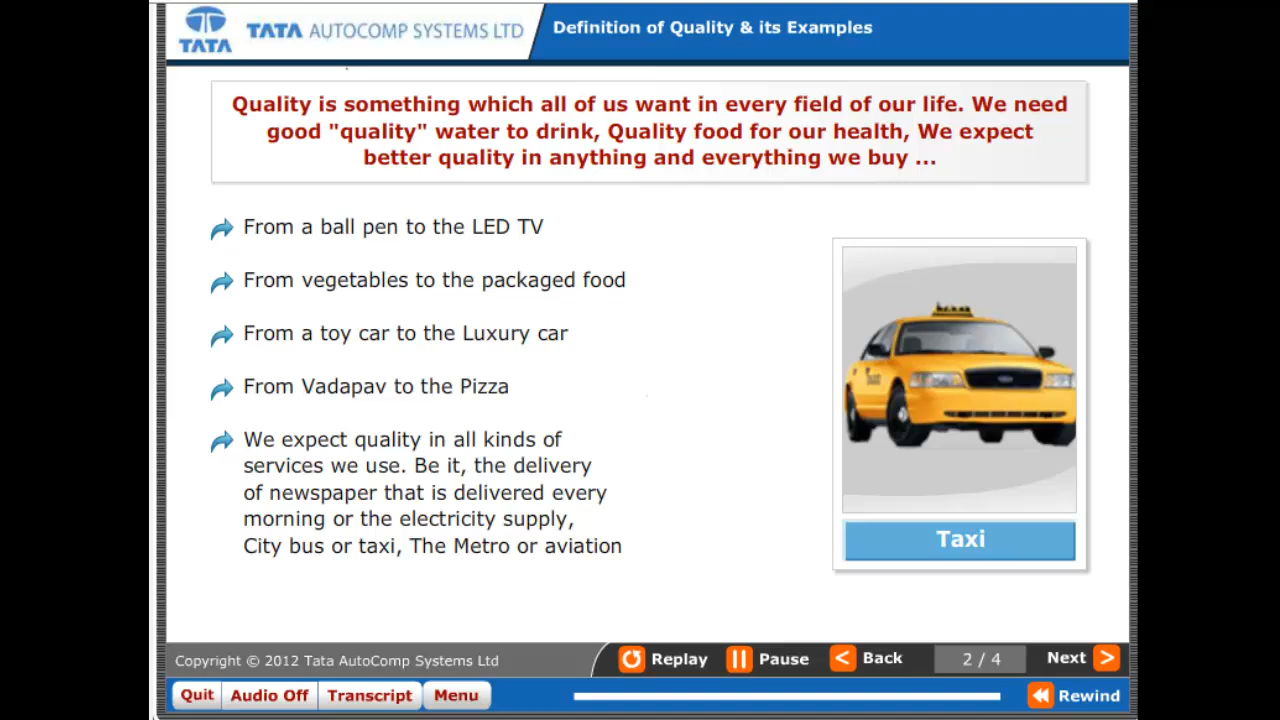 TATA
TATA AUTOCOMP SYSTEMS LTD
Definition of Quality & its Examples
Quality is something which all of us want in every field of our life. We need
good "quality" water to drink, Quality food for our health, We expect
better quality in anything and everything we buy ...
From a ball pen to the LED TV
From vegetables to the packaged food
From a toy car to the Luxury car
From Vadapav to the Pizza
We expect quality in all kinds of
services we use. Be it, the delivery
of newspaper that is delivered every
morning or the electricity supply,
City bus or taxi, The Metro or aviation
Taxi
Copyright © 2012 Tata AutoComp Systems Ltd
Replay Pause Back 2 / 4 Next
Quit Audio Off Transcript Menu Rewind